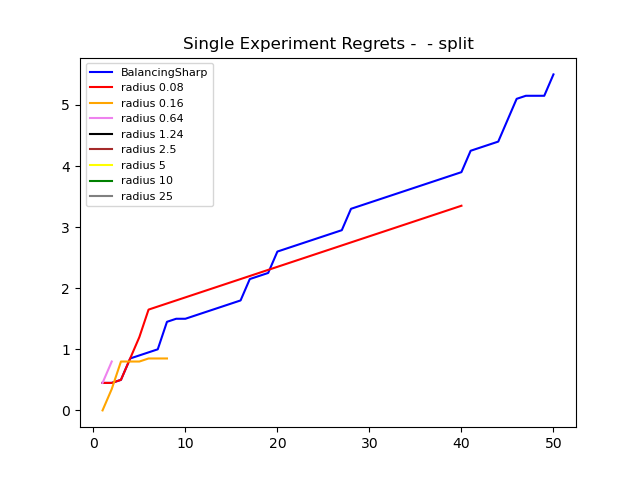 Single Experiment Regrets -  - split
BalancingSharp
radius 0.08
radius 0.16
radius 0.64
radius 1.24
radius 2.5
radius 5
radius 10
radius 25
5
4
3
2
1
0
0 10 20 30 40 50